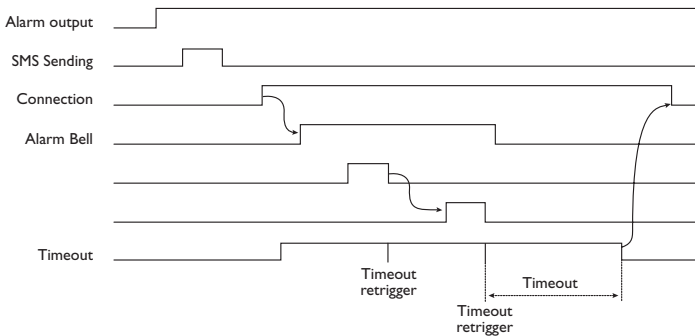 Alarm output
SMS Sending
Connection
Alarm Bell
Timeout
Timeout
retrigger
Timeout
Timeout
retrigger